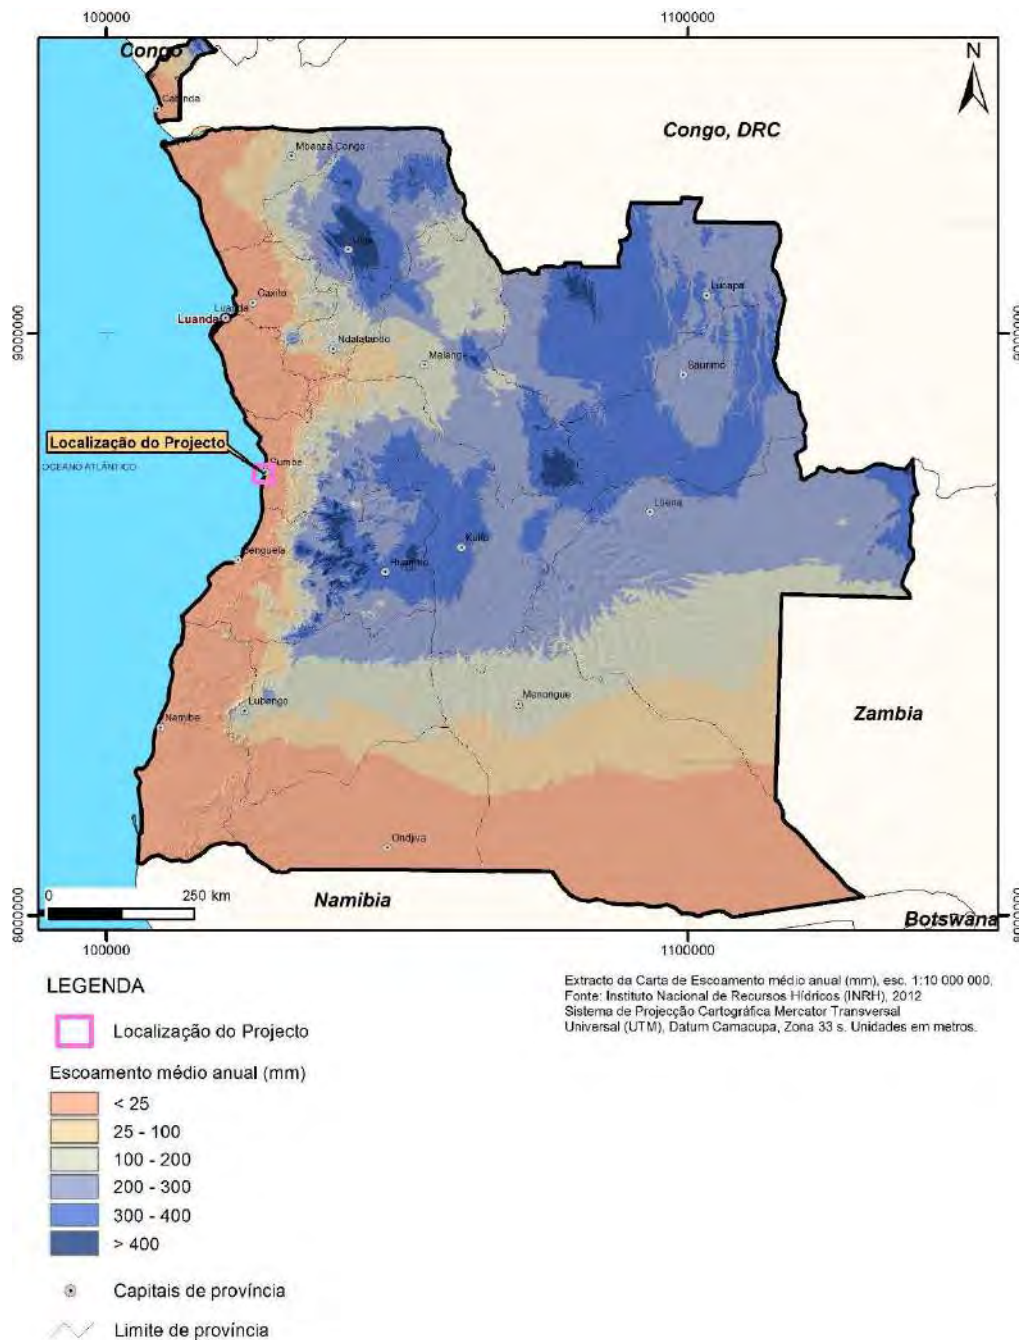 100000
1100000
Congo
N
Cabinda
Congo, DRC
Mbanza Congo
Uíge
Lucapa
Caxito
Luanda
Luanda
9000000
9000000
Ndalatando
Malange
Saurimo
Localização do Projecto
Sumbe
OCEANO ATLÂNTICO
Luena
Kuito
Benguela
Huambo
Menongue
Lubango
Namibe
Zambia
Ondjiva
0
250 km
Namibia
Botswana
8000000
8000000
100000
1100000
LEGENDA
Extracto da Carta de Escoamento médio anual (mm), esc. 1:10 000 000,
Fonte: Instituto Nacional de Recursos Hídricos (INRH), 2012
Sistema de Projecção Cartográfica Mercator Transversal
Universal (UTM), Datum Camacupa, Zona 33 s. Unidades em metros.
Localização do Projecto
Escoamento médio anual (mm)
< 25
25 - 100
100 - 200
200 - 300
300 - 400
> 400
Capitais de província
Limite de província